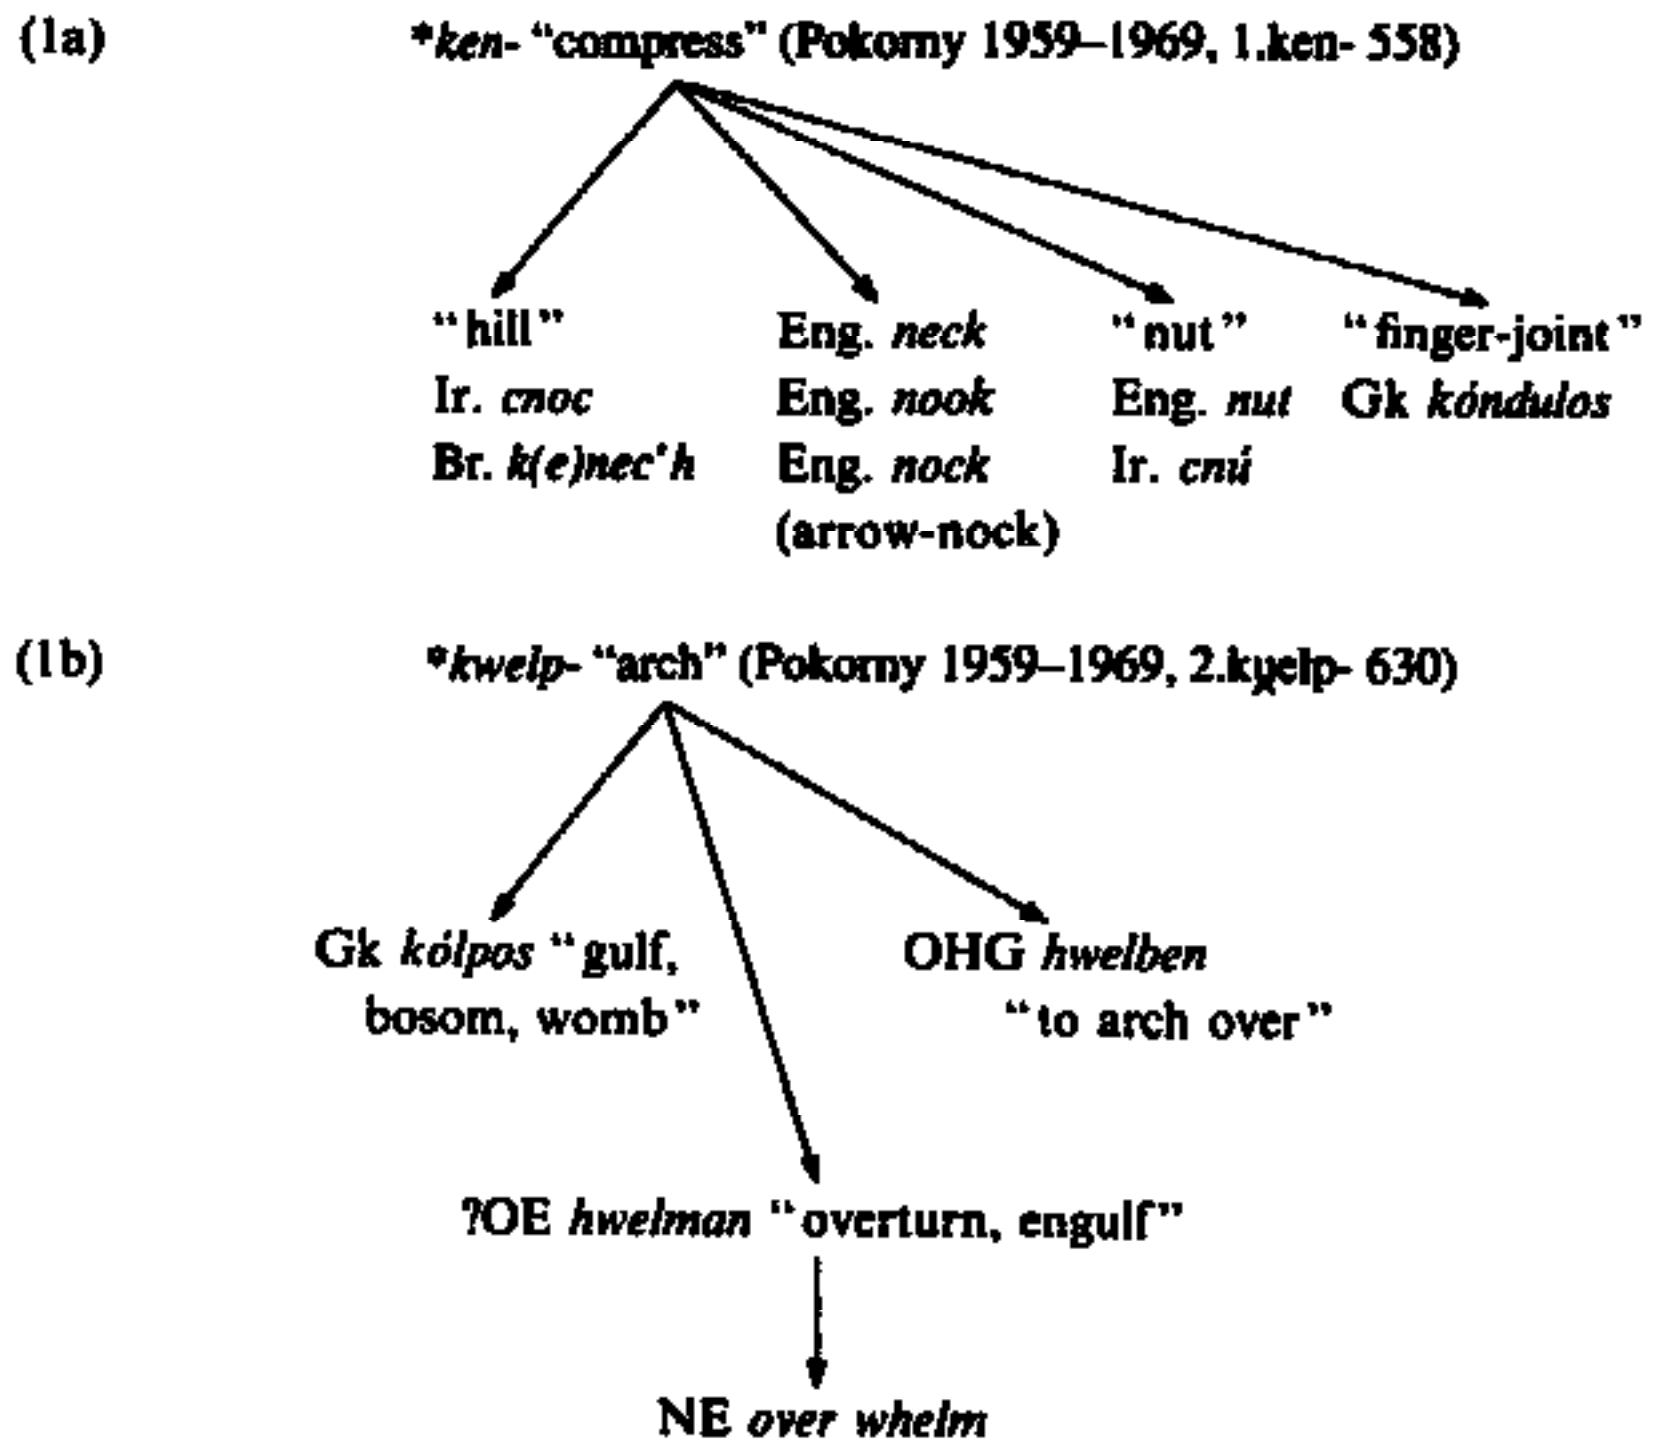 (1a) *ken- “compress” (Pokorny 1959–1969, 1.ken- 558)
“hill” Eng. neck “nut” “finger-joint”
Ir. cnoc Eng. nook Eng. nut Gk kóndulos
Br. k(e)nec'h Eng. nock Ir. cnú
(arrow-nock)
(1b) *kwelp- “arch” (Pokorny 1959–1969, 2.ku̯elp- 630)
Gk kólpos “gulf, OHG hwelben
bosom, womb” “to arch over”
?OE hwelman “overturn, engulf”
NE over whelm